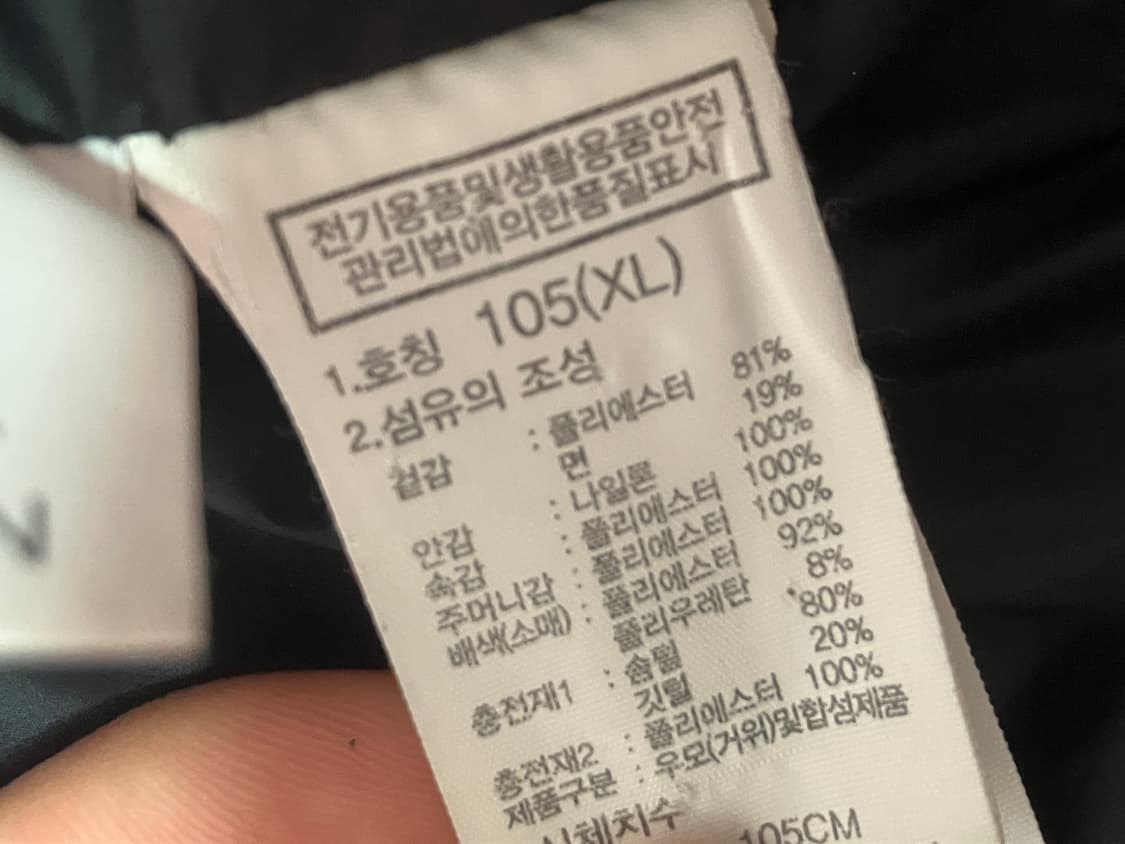 전기용품및생활용품안전
관리법에의한품질표시
1.호칭 105(XL)
2.섬유의 조성
겉감 : 폴리에스터 81%
면 19%
안감 : 나일론 100%
속감 : 폴리에스터 100%
주머니감 : 폴리에스터 100%
배색(소매) : 폴리에스터 92%
폴리우레탄 8%
충전재1 : 솜털 80%
깃털 20%
충전재2 : 폴리에스터 100%
제품구분 : 우모(거위)및합성제품
신체치수
105CM